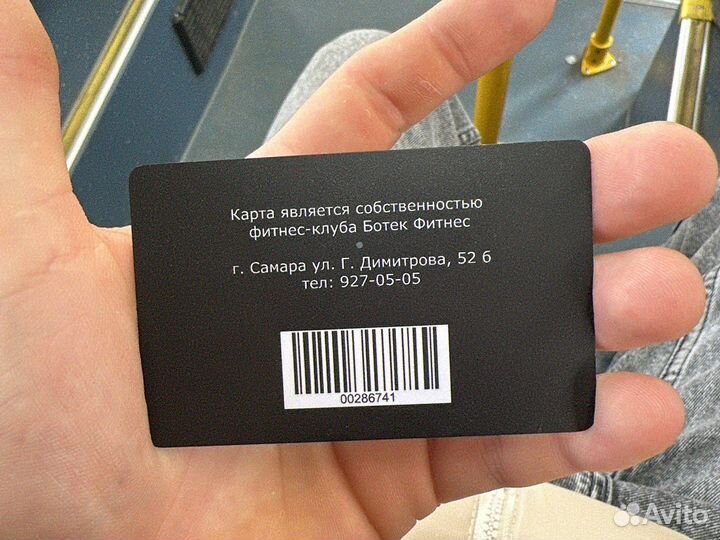 Карта является собственностью
фитнес-клуба Ботек Фитнес
г. Самара ул. Г. Димитрова, 52 б
тел: 927-05-05
00286741
Avito